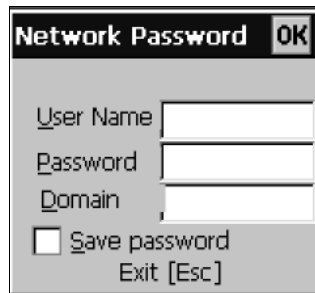 Network Password OK
User Name
Password
Domain
Save password
Exit [Esc]